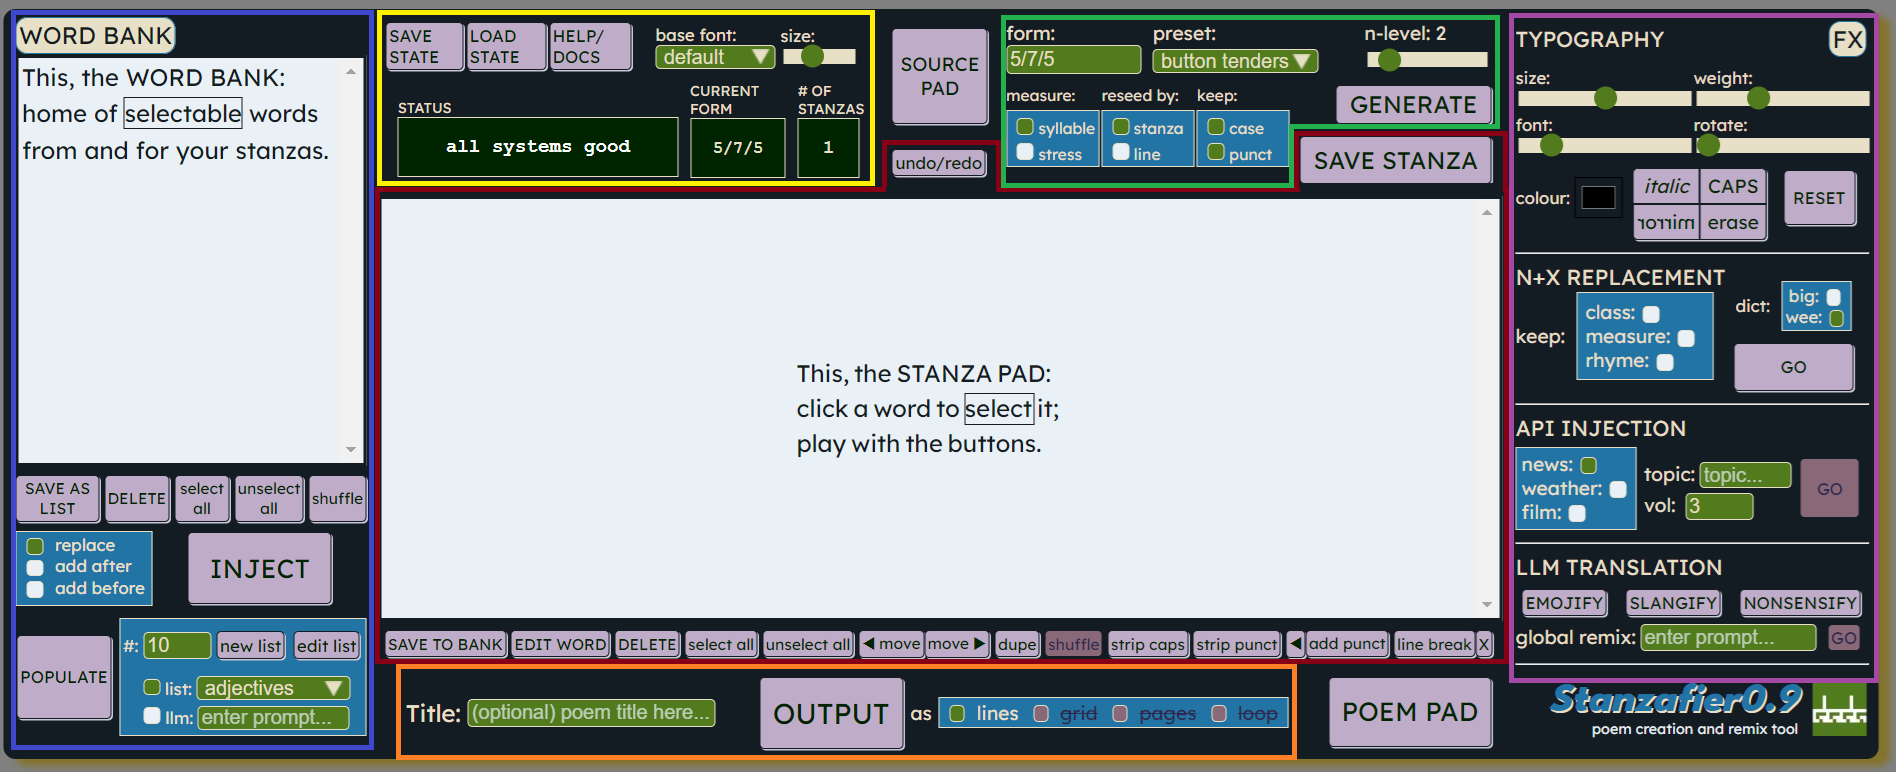 WORD BANK
This, the WORD BANK:
home of selectable words
from and for your stanzas.
SAVE AS
LIST
DELETE
select
all
unselect
all
shuffle
replace
add after
add before
INJECT
POPULATE
#: 10
new list
edit list
list: adjectives
llm: enter prompt...
SAVE
STATE
LOAD
STATE
HELP/
DOCS
base font:
default
size:
STATUS
all systems good
CURRENT
FORM
5/7/5
# OF
STANZAS
1
SOURCE
PAD
undo/redo
form:
5/7/5
preset:
button tenders
n-level: 2
measure:
syllable
stress
reseed by:
stanza
line
keep:
case
punct
GENERATE
SAVE STANZA
This, the STANZA PAD:
click a word to select it;
play with the buttons.
SAVE TO BANK
EDIT WORD
DELETE
select all
unselect all
◀ move
move ▶
dupe
shuffle
strip caps
strip punct
◀ add punct
line break
X
Title: (optional) poem title here...
OUTPUT
as
lines
grid
pages
loop
POEM PAD
TYPOGRAPHY
FX
size:
weight:
font:
rotate:
colour:
italic
CAPS
mirror
erase
RESET
N+X REPLACEMENT
keep:
class:
measure:
rhyme:
dict:
big:
wee:
GO
API INJECTION
news:
weather:
film:
topic: topic...
vol: 3
GO
LLM TRANSLATION
EMOJIFY
SLANGIFY
NONSENSIFY
global remix: enter prompt...
GO
Stanzafier0.9
poem creation and remix tool